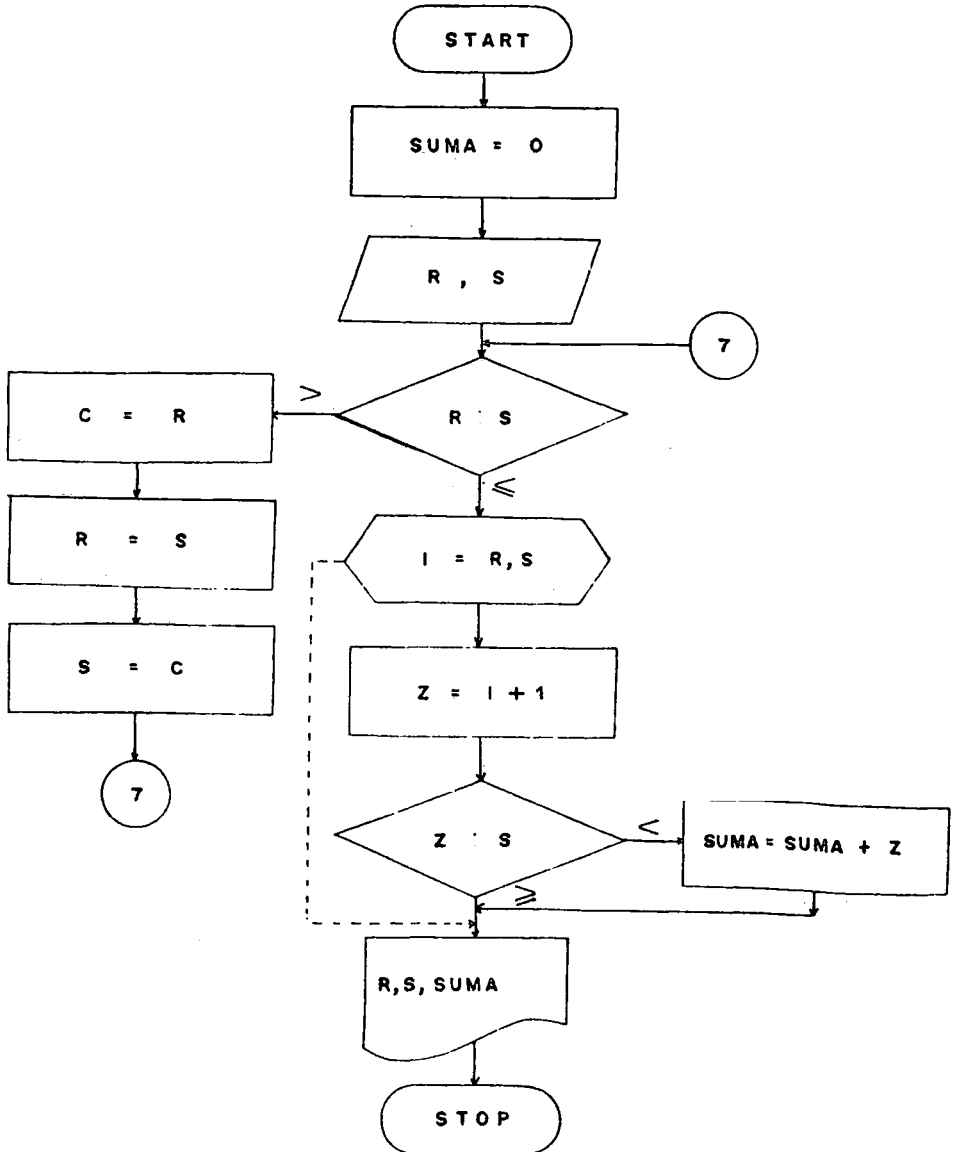 START
SUMA = 0
R , S
7
>
C = R
R : S
≤
R = S
I = R,S
S = C
Z = I + 1
7
Z : S
<
SUMA = SUMA + Z
≥
R,S, SUMA
STOP